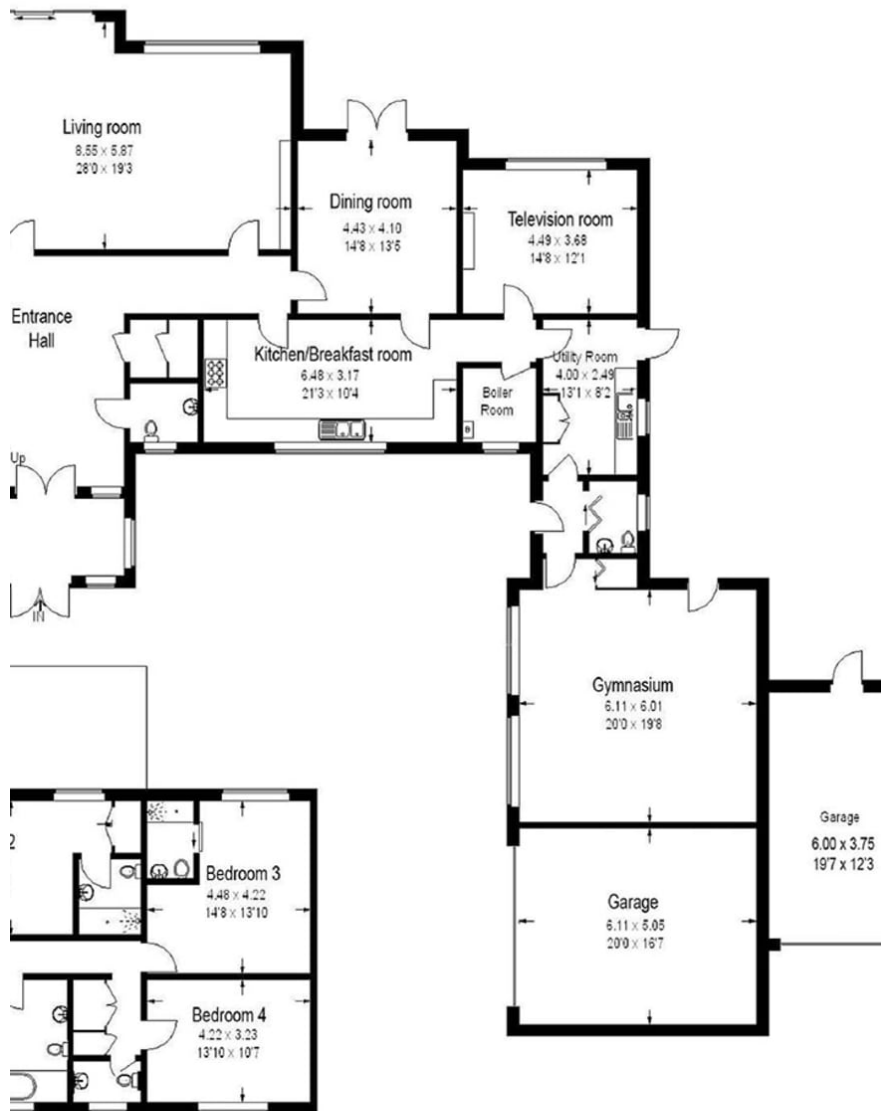 Living room
8.55 x 5.87
28'0 x 19'3
Dining room
4.43 x 4.10
14'8 x 13'5
Television room
4.49 x 3.68
14'8 x 12'1
Entrance
Hall
Kitchen/Breakfast room
6.48 x 3.17
21'3 x 10'4
Utility Room
4.00 x 2.49
13'1 x 8'2
Boiler
Room
Up
IN
Gymnasium
6.11 x 6.01
20'0 x 19'8
Garage
6.00 x 3.75
19'7 x 12'3
2
Bedroom 3
4.48 x 4.22
14'8 x 13'10
Garage
6.11 x 5.05
20'0 x 16'7
Bedroom 4
4.22 x 3.23
13'10 x 10'7